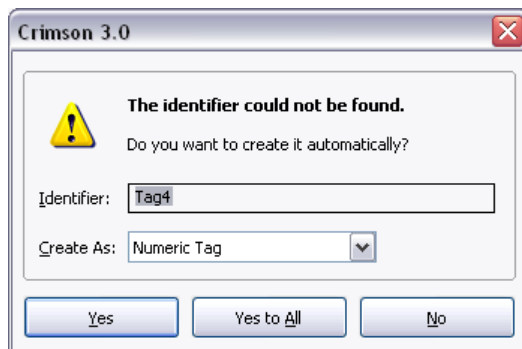 Crimson 3.0
The identifier could not be found.
Do you want to create it automatically?
Identifier: Tag4
Create As: Numeric Tag
Yes Yes to All No